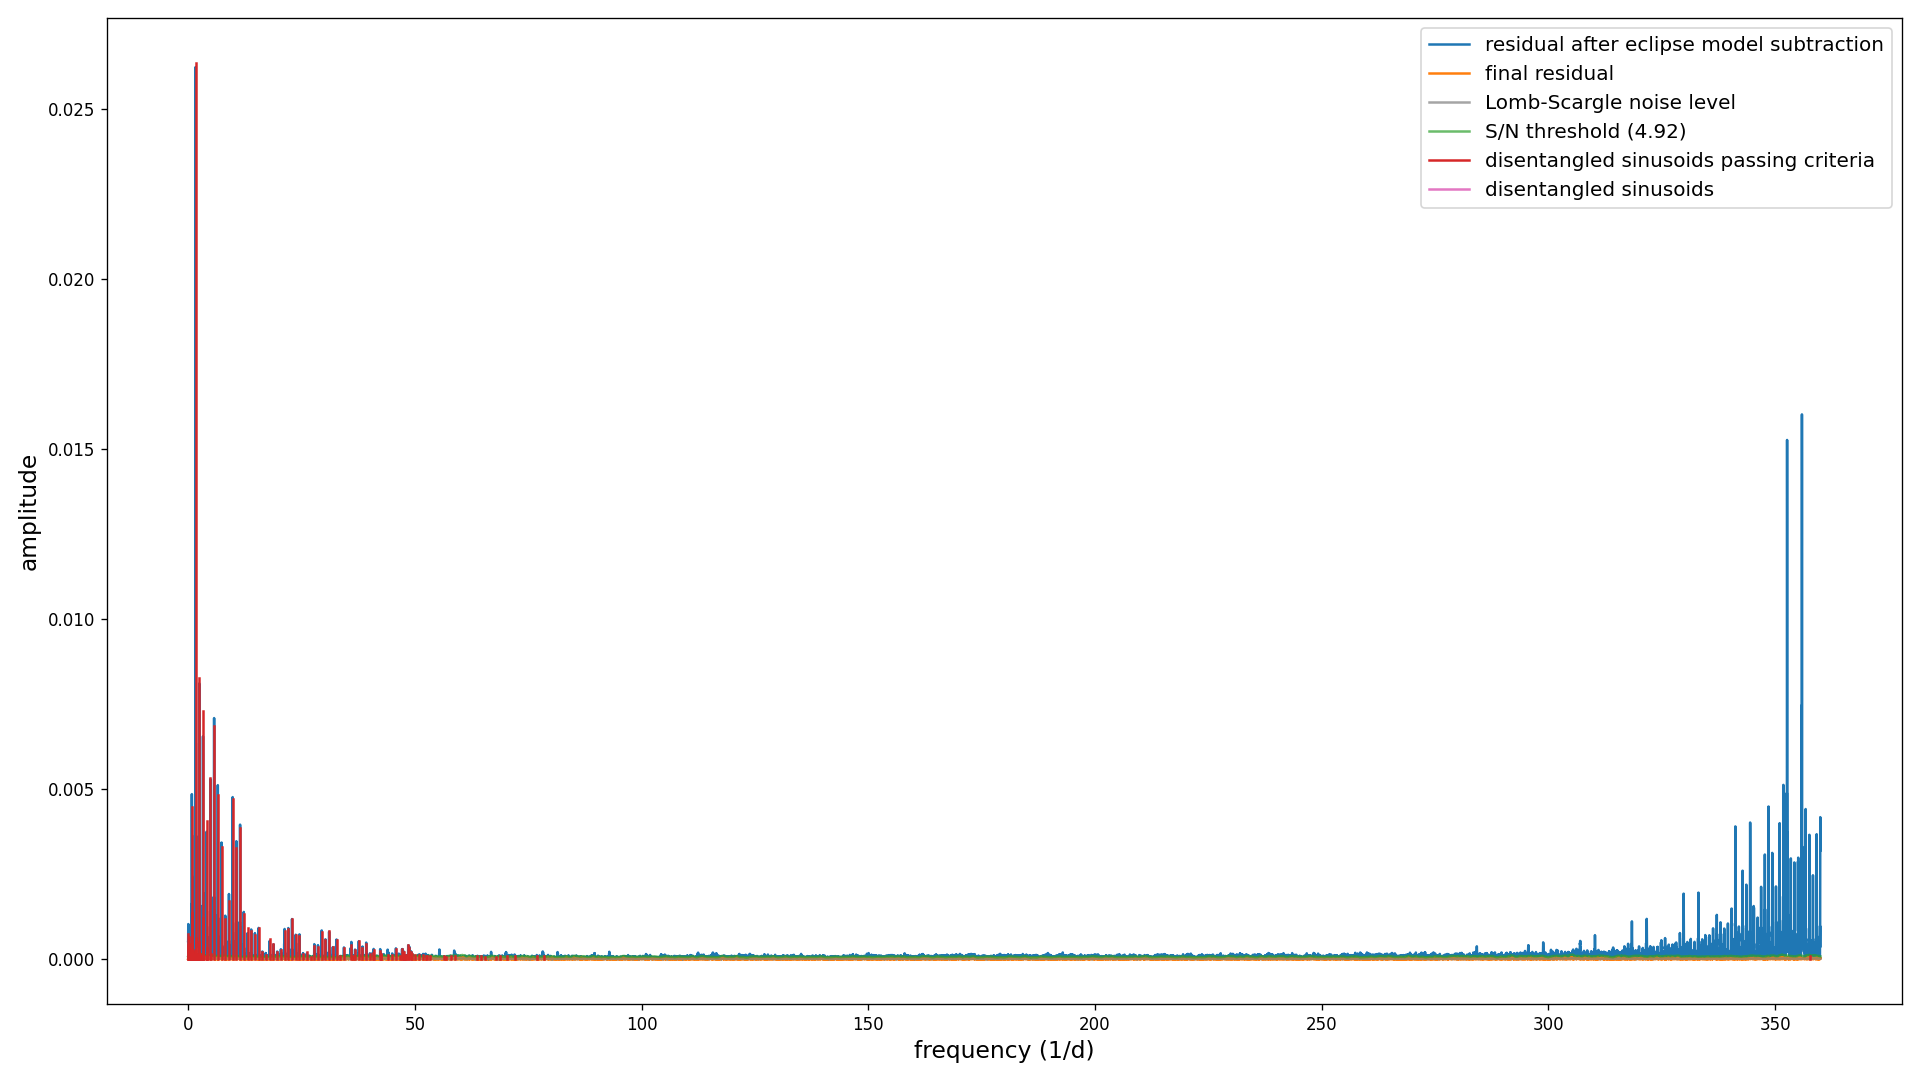 residual after eclipse model subtraction
final residual
Lomb-Scargle noise level
S/N threshold (4.92)
disentangled sinusoids passing criteria
disentangled sinusoids
0.025
0.020
0.015
0.010
0.005
0.000
amplitude
0 50 100 150 200 250 300 350
frequency (1/d)